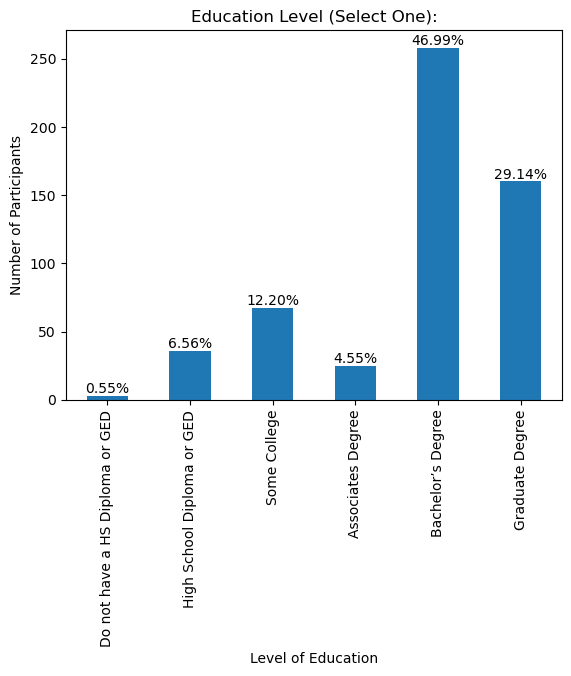 Education Level (Select One):
46.99%
29.14%
12.20%
6.56%
4.55%
0.55%
250
200
150
100
50
0
Number of Participants
Do not have a HS Diploma or GED
High School Diploma or GED
Some College
Associates Degree
Bachelor’s Degree
Graduate Degree
Level of Education